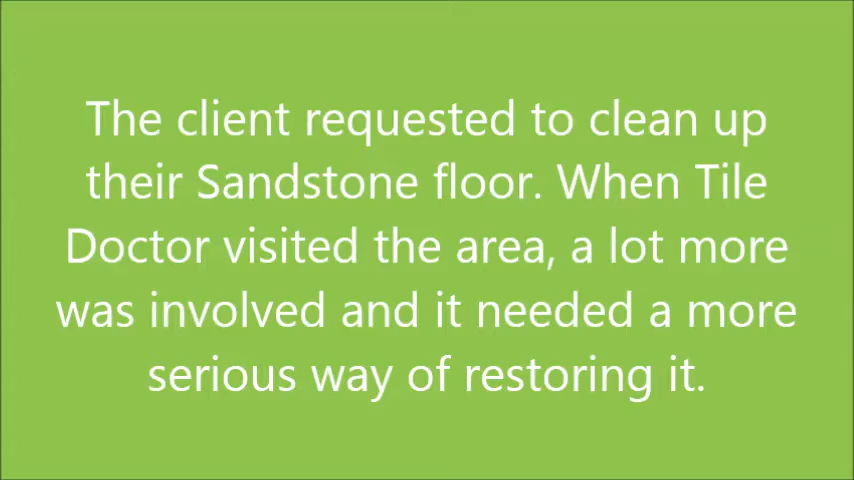 The client requested to clean up
their Sandstone floor. When Tile
Doctor visited the area, a lot more
was involved and it needed a more
serious way of restoring it.